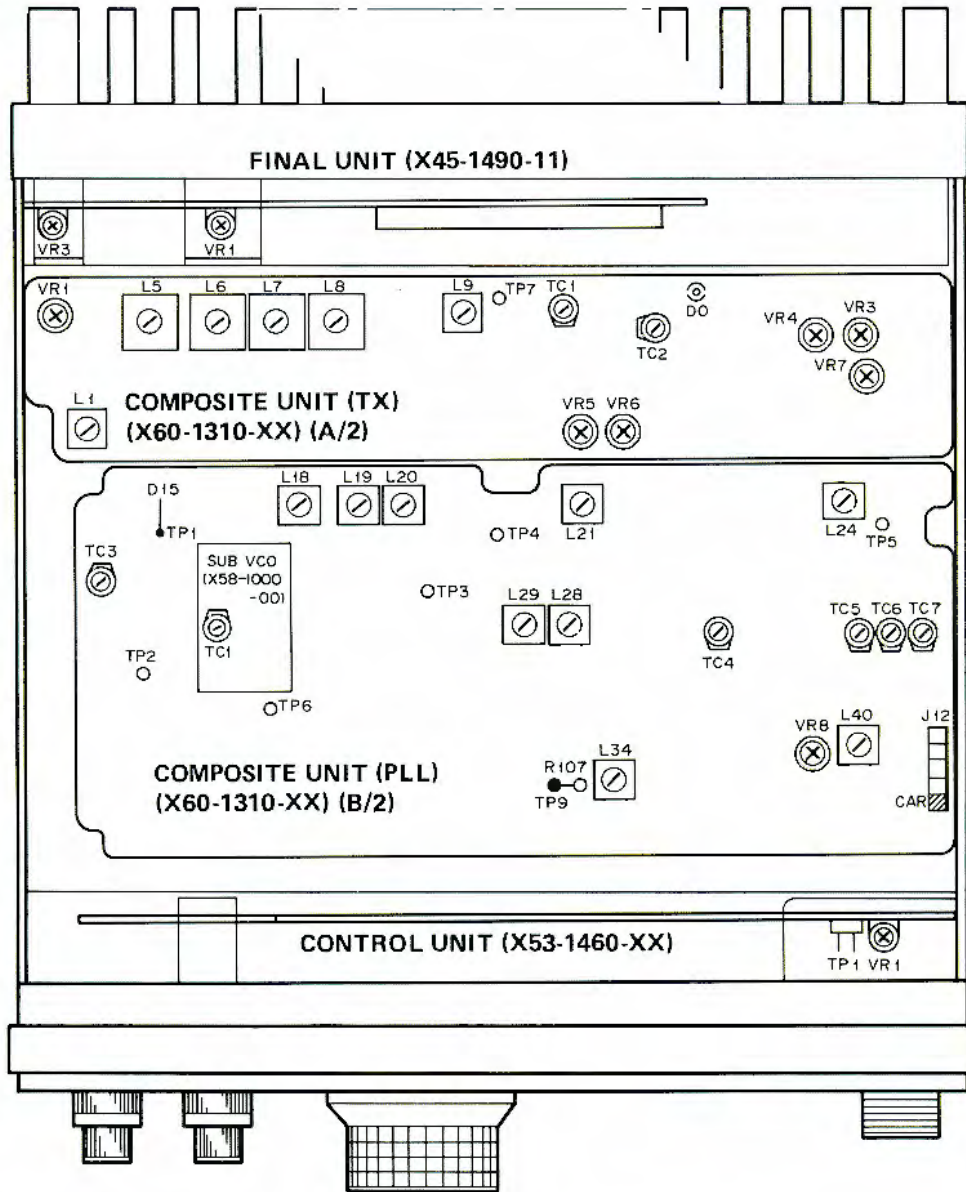 FINAL UNIT (X45-1490-11)
VR3
VR1
VR1
L5
L6
L7
L8
L9
TP7
TC1
DO
TC2
VR4
VR3
VR7
L1
COMPOSITE UNIT (TX)
(X60-1310-XX) (A/2)
VR5
VR6
D15
TP1
L18
L19
L20
TP4
L21
L24
TP5
TC3
SUB VCO
(X58-1000
-00)
TC1
TP3
L29
L28
TC4
TC5
TC6
TC7
TP2
TP6
VR8
L40
J12
COMPOSITE UNIT (PLL)
(X60-1310-XX) (B/2)
R107
TP9
L34
CAR
CONTROL UNIT (X53-1460-XX)
TP1
VR1